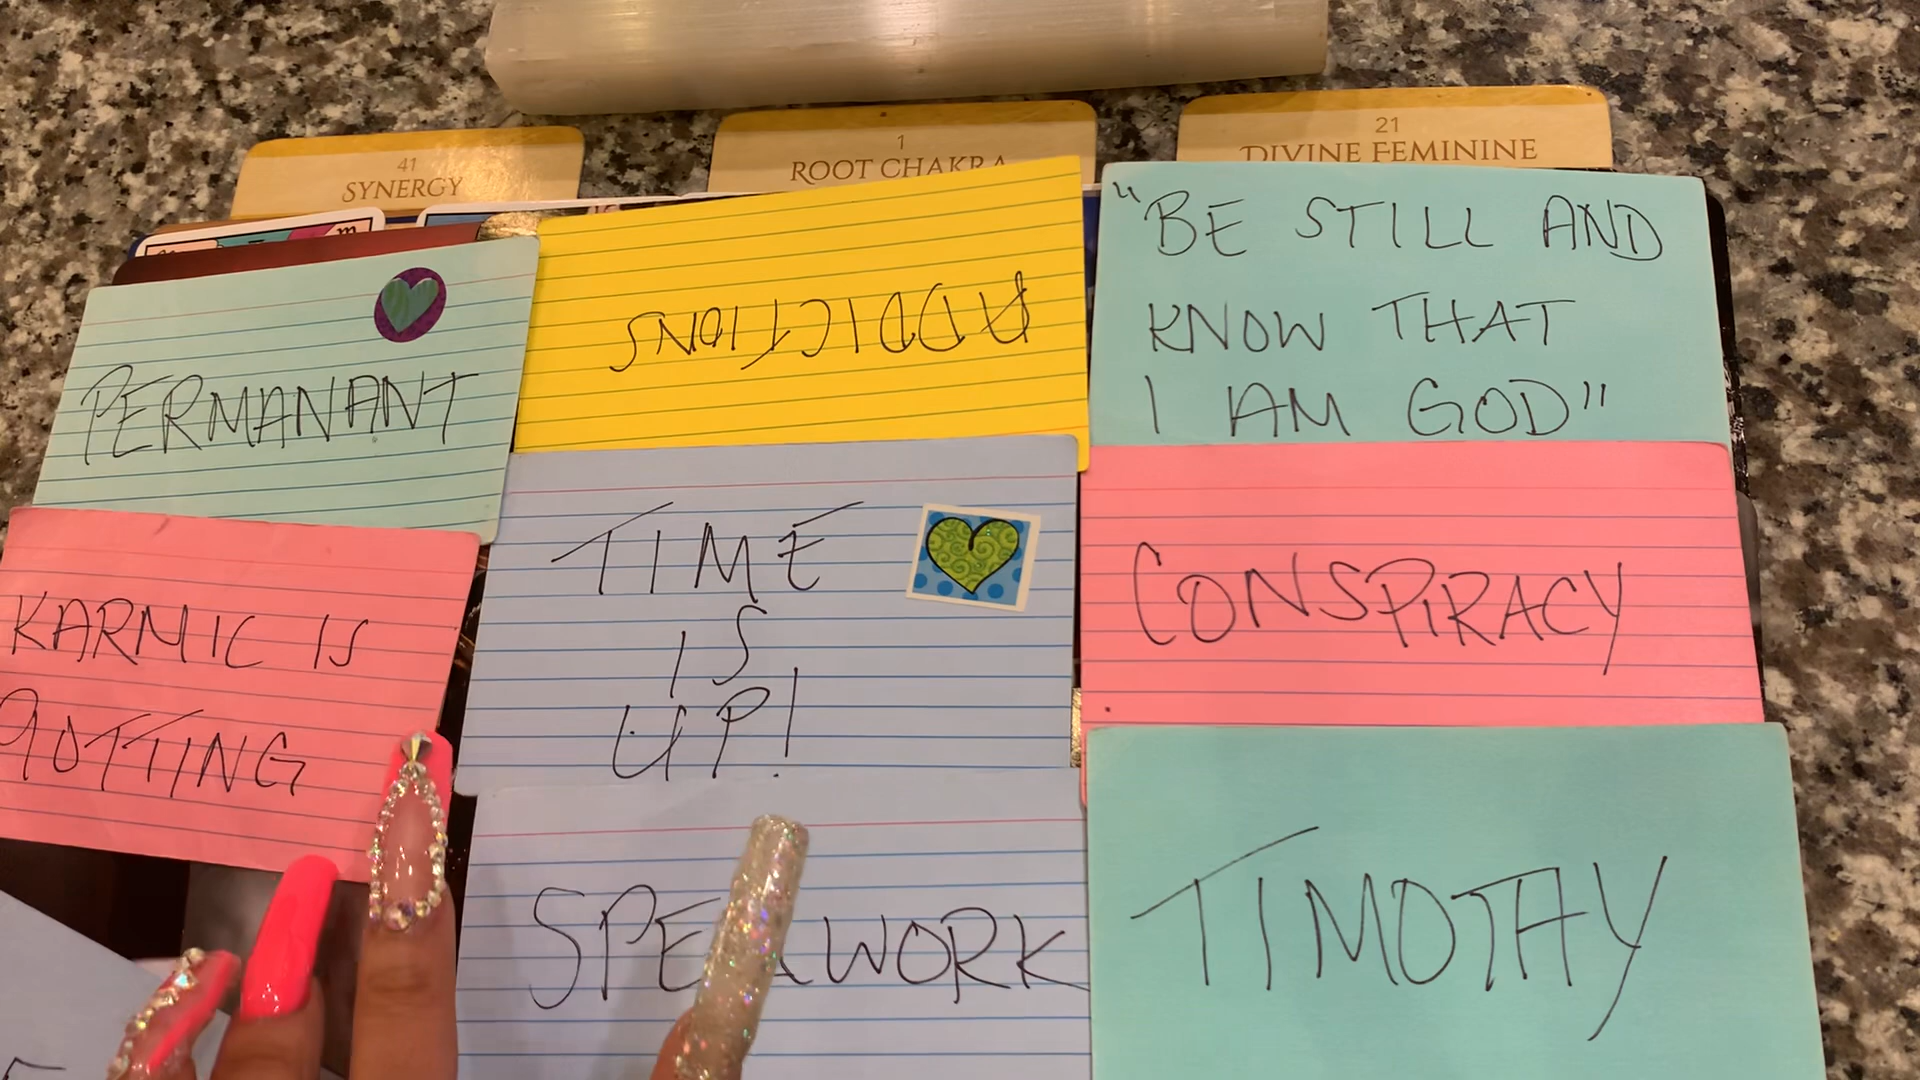 41
SYNERGY
1
ROOT CHAKRA
21
DIVINE FEMININE
PERMANANT
ADDICTIONS
"BE STILL AND
KNOW THAT
I AM GOD"
KARMIC IS
ROTTING
TIME
IS
UP!
CONSPIRACY
TIMOTHY